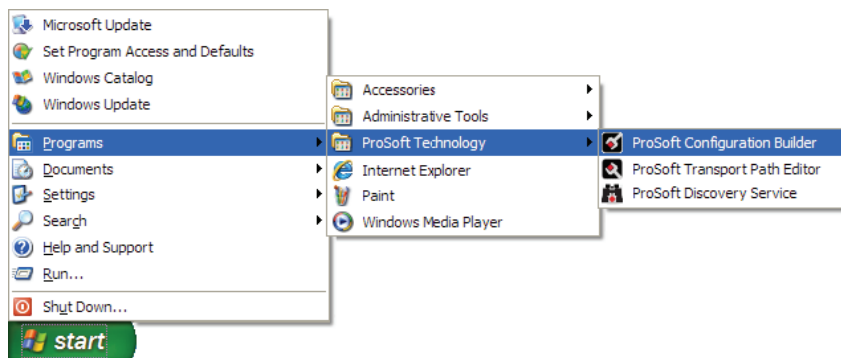 Microsoft Update
Set Program Access and Defaults
Windows Catalog
Windows Update
Programs
Documents
Settings
Search
Help and Support
Run...
Shut Down...
start
Accessories
Administrative Tools
ProSoft Technology
Internet Explorer
Paint
Windows Media Player
ProSoft Configuration Builder
ProSoft Transport Path Editor
ProSoft Discovery Service